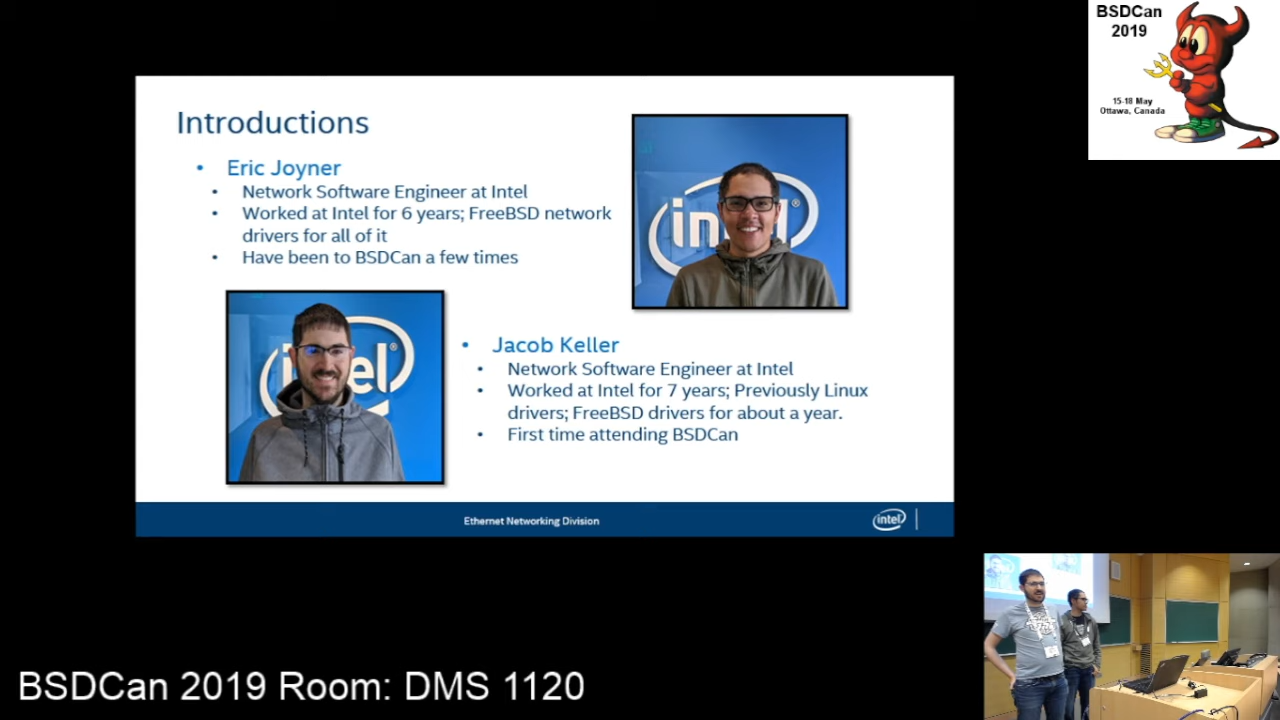 BSDCan
2019
15-18 May
Ottawa, Canada
Introductions
• Eric Joyner
• Network Software Engineer at Intel
• Worked at Intel for 6 years; FreeBSD network
drivers for all of it
• Have been to BSDCan a few times
intel®
intel®
• Jacob Keller
• Network Software Engineer at Intel
• Worked at Intel for 7 years; Previously Linux
drivers; FreeBSD drivers for about a year.
• First time attending BSDCan
Ethernet Networking Division
intel
BSDCan 2019 Room: DMS 1120